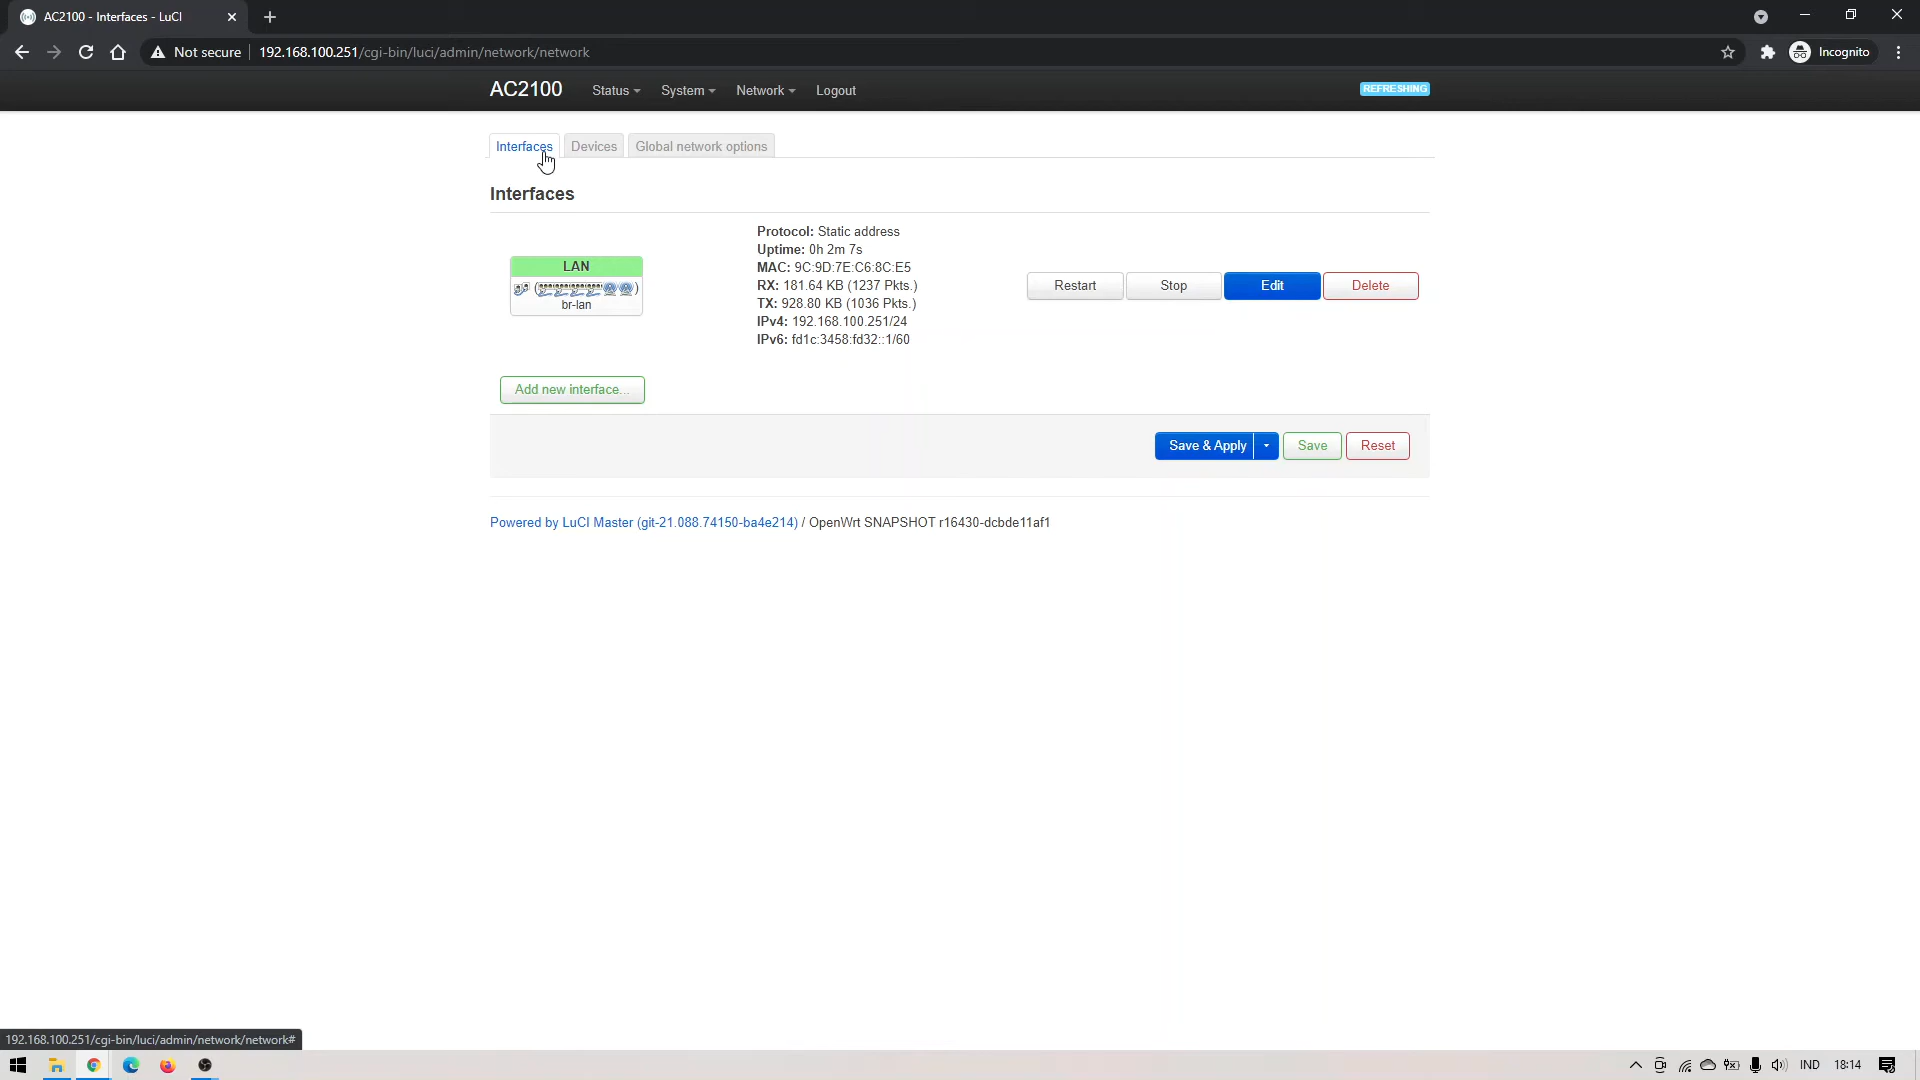 AC2100 - Interfaces - LuCI
Not secure
192.168.100.251/cgi-bin/luci/admin/network/network
Incognito
AC2100
Status
System
Network
Logout
REFRESHING
Interfaces
Devices
Global network options
Interfaces
LAN
br-lan
Protocol: Static address
Uptime: 0h 2m 7s
MAC: 9C:9D:7E:C6:8C:E5
RX: 181.64 KB (1237 Pkts.)
TX: 928.80 KB (1036 Pkts.)
IPv4: 192.168.100.251/24
IPv6: fd1c:3458:fd32::1/60
Restart
Stop
Edit
Delete
Add new interface...
Save & Apply
Save
Reset
Powered by LuCI Master (git-21.088.74150-ba4e214) / OpenWrt SNAPSHOT r16430-dcbde11af1
192.168.100.251/cgi-bin/luci/admin/network/network#
IND
18:14